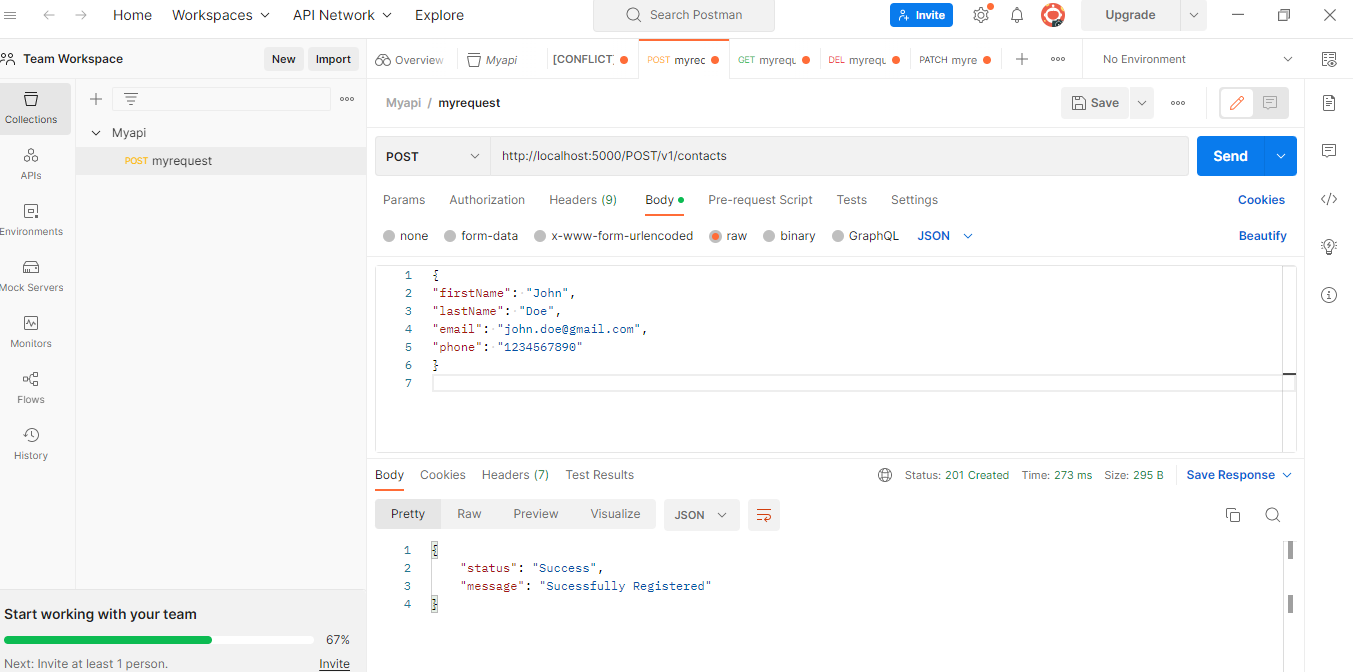 Home Workspaces API Network Explore Search Postman Invite Upgrade
Team Workspace New Import Overview Myapi [CONFLICT] POST myrec GET myrequ DEL myrequ PATCH myre No Environment
Collections
APIs
Environments
Mock Servers
Monitors
Flows
History
Myapi
POST myrequest
Myapi / myrequest Save
POST http://localhost:5000/POST/v1/contacts Send
Params Authorization Headers (9) Body Pre-request Script Tests Settings Cookies
none form-data x-www-form-urlencoded raw binary GraphQL JSON Beautify
1 {
2 "firstName": "John",
3 "lastName": "Doe",
4 "email": "john.doe@gmail.com",
5 "phone": "1234567890"
6 }
7
Body Cookies Headers (7) Test Results Status: 201 Created Time: 273 ms Size: 295 B Save Response
Pretty Raw Preview Visualize JSON
1 {
2 "status": "Success",
3 "message": "Sucessfully Registered"
4 }
Start working with your team
67%
Next: Invite at least 1 person. Invite